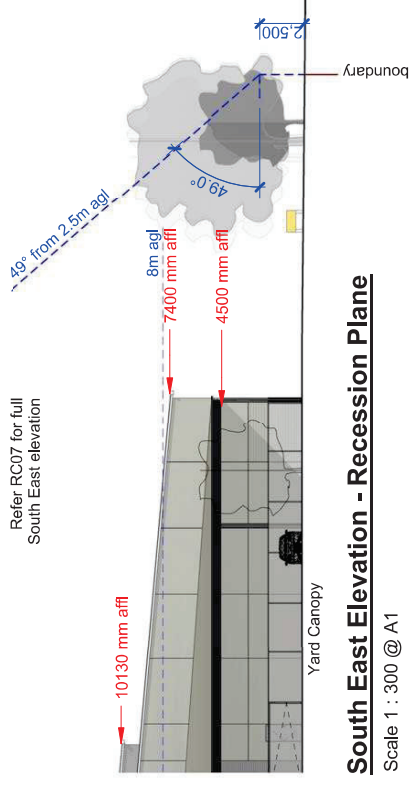 Refer RC07 for full
South East elevation
49° from 2.5m agl
2,500
boundary
49.0°
8m agl
7400 mm affl
4500 mm affl
10130 mm affl
Yard Canopy
South East Elevation - Recession Plane
Scale 1 : 300 @ A1